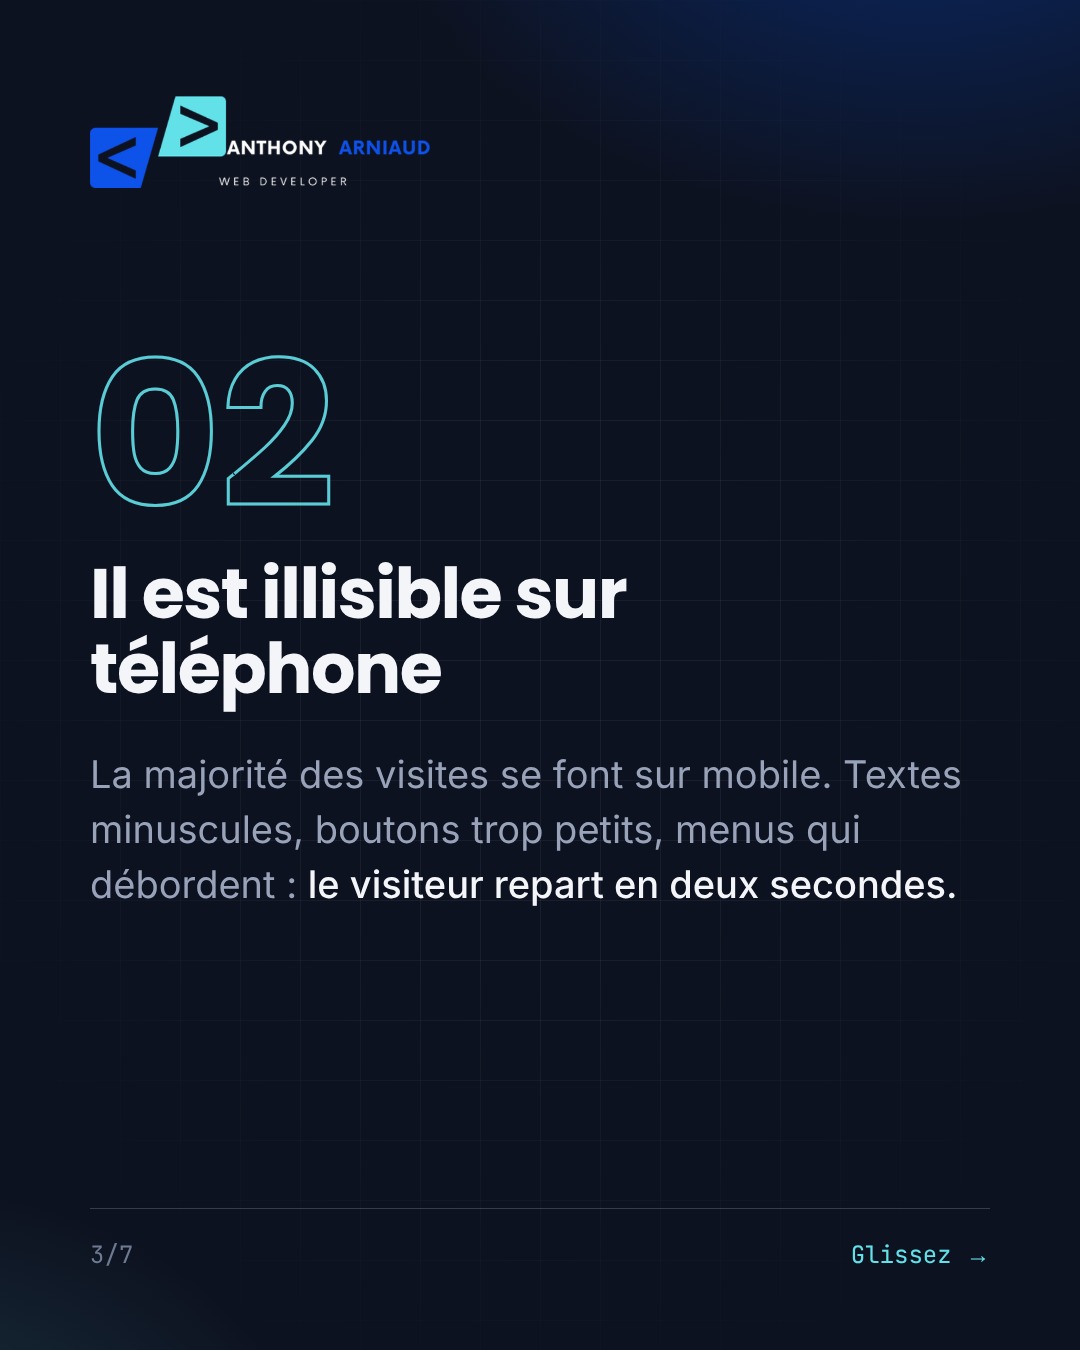 < >
ANTHONY ARNIAUD
WEB DEVELOPER
02
Il est illisible sur
téléphone
La majorité des visites se font sur mobile. Textes
minuscules, boutons trop petits, menus qui
débordent : le visiteur repart en deux secondes.
3/7
Glissez →